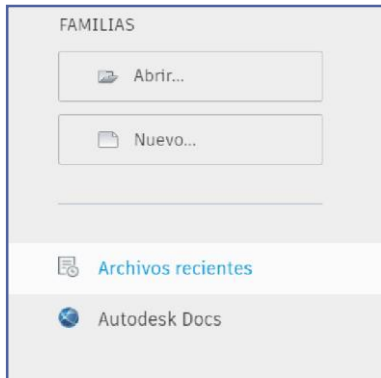 FAMILIAS
Abrir...
Nuevo...
Archivos recientes
Autodesk Docs